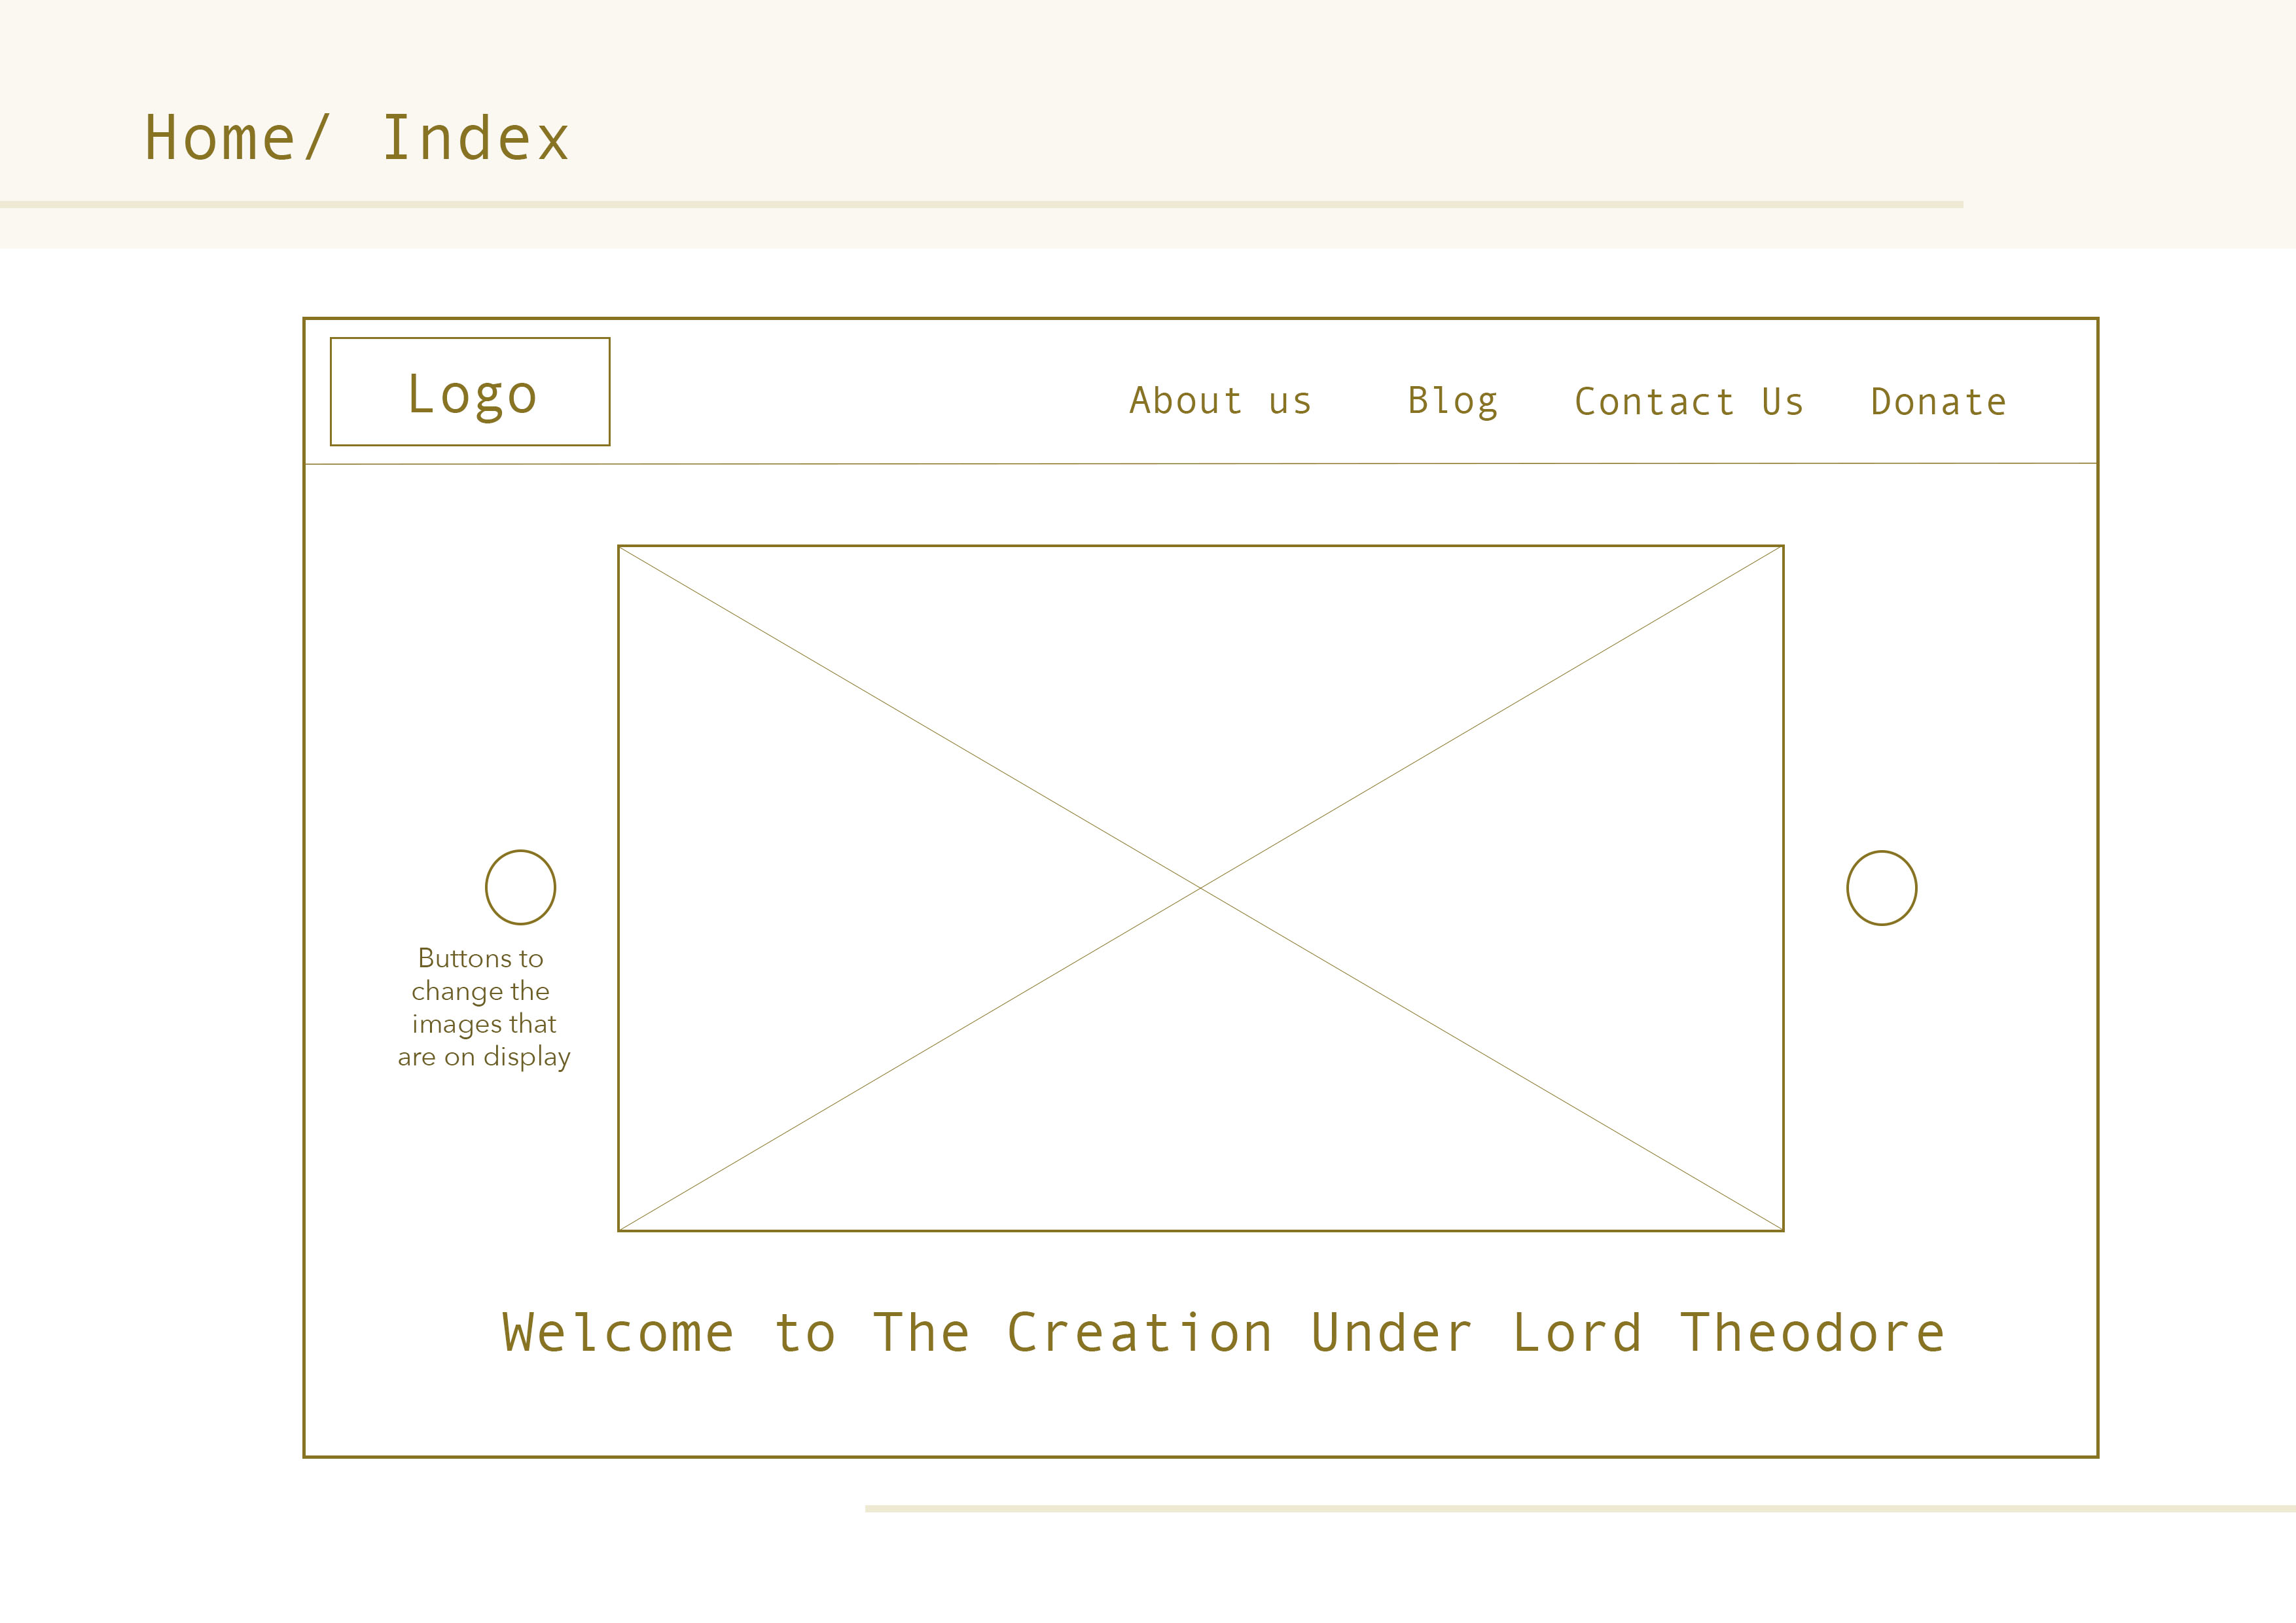 Home/ Index
Logo
About us Blog Contact Us Donate
Buttons to
change the
images that
are on display
Welcome to The Creation Under Lord Theodore